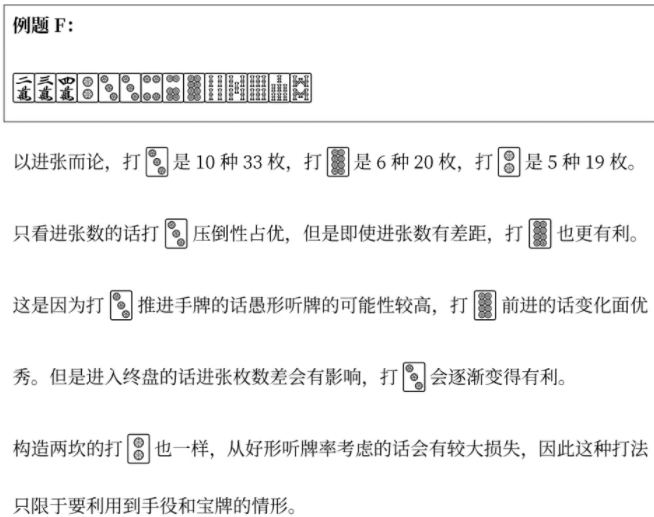 例题 F：
二萬 三萬 四萬
以进张而论，打 是 10 种 33 枚，打 是 6 种 20 枚，打 是 5 种 19 枚。
只看进张数的话打 压倒性占优，但是即使进张数有差距，打 也更有利。
这是因为打 推进手牌的话愚形听牌的可能性较高，打 前进的话变化面优
秀。但是进入终盘的话进张枚数差会有影响，打 会逐渐变得有利。
构造两坎的打 也一样，从好形听牌率考虑的话会有较大损失，因此这种打法
只限于要利用到手役和宝牌的情形。